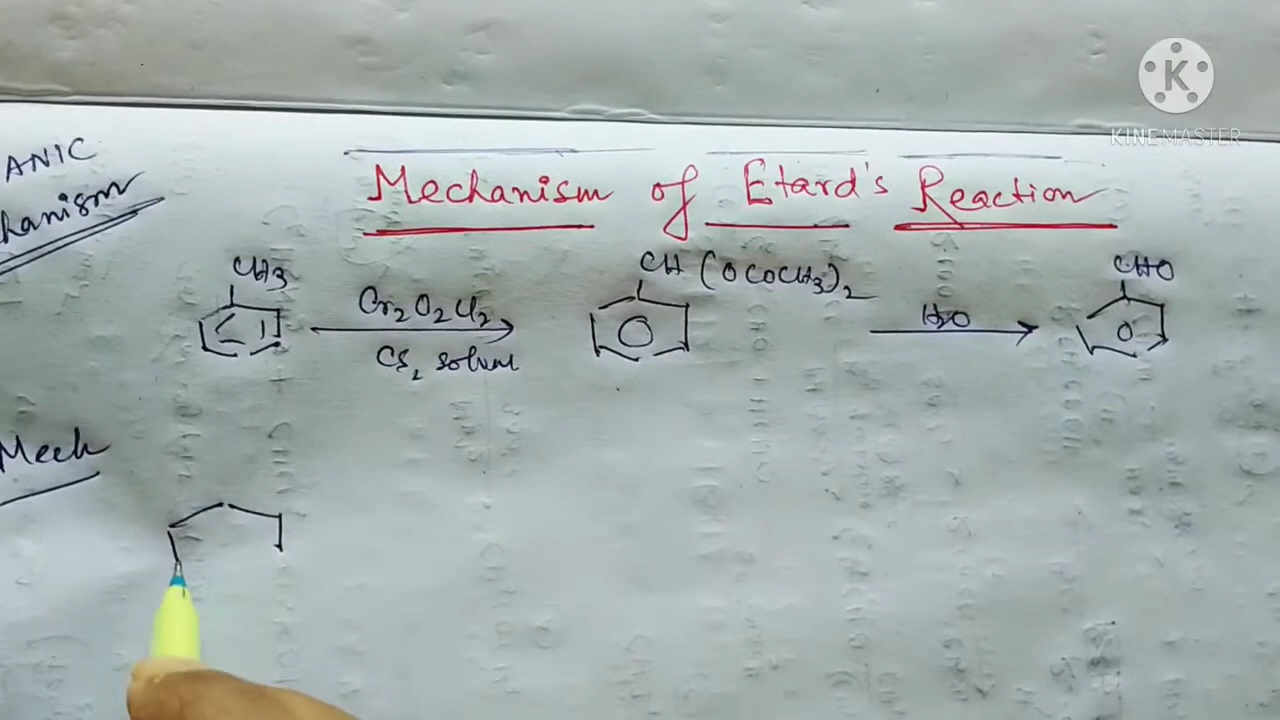 ANIC
hanism
Mechanism of Etard's Reaction
CH3
Cr2O2Cl2
CS2 solvent
CH (OCOCH3)2
H2O
CHO
Mech
K
KINEMASTER